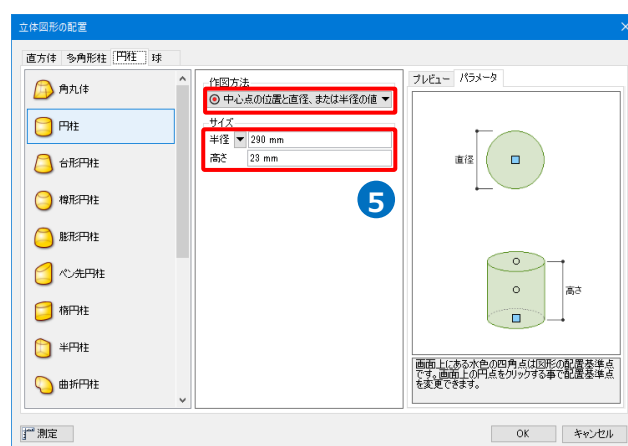 立体図形の配置
直方体 多角形柱 円柱 球
角丸体
円柱
台形円柱
樽形円柱
膨形円柱
ペン先円柱
楕円柱
半円柱
曲折円柱
測定
作図方法
中心点の位置と直径、または半径の値
サイズ
半径 290 mm
高さ 23 mm
5
プレビュー パラメータ
直径
高さ
画面上にある水色の四角点は図形の配置基準点
です。画面上の円点をクリックする事で配置基準点
を変更できます。
OK キャンセル